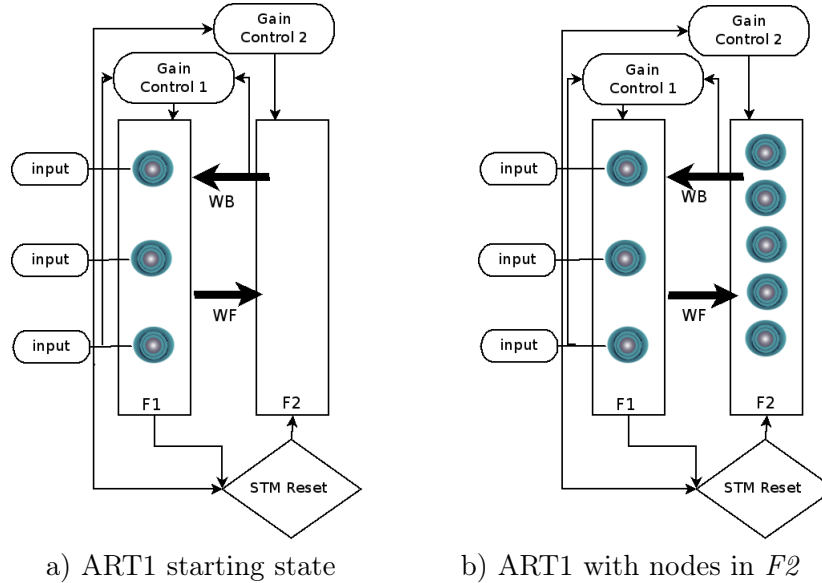 Gain
Control 2
Gain
Control 1
input
WB
input
WF
input
F1
F2
STM Reset
a) ART1 starting state
Gain
Control 2
Gain
Control 1
input
WB
input
WF
input
F1
F2
STM Reset
b) ART1 with nodes in F2